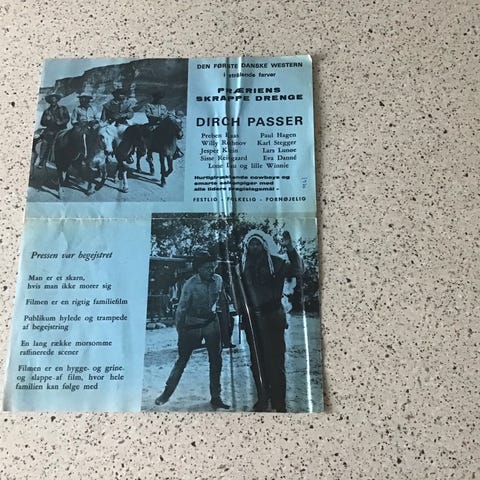 DEN FØRSTE DANSKE WESTERN
i strålende farver
PRÆRIENS
SKRAPPE DRENGE
DIRCH PASSER
Preben Kaas Paul Hagen
Willy Rathnov Karl Stegger
Jesper Klein Lars Lunøe
Sisse Reingaard Eva Danné
Lone Lau og lille Winnie
Hurtigtrækkende cowboys og
smarte saloonpiger med
alle tiders prærislagsmål -
FESTLIG - FOLKELIG - FORNØJELIG
Pressen var begejstret
Man er et skarn,
hvis man ikke morer sig
Filmen er en rigtig familiefilm
Publikum hylede og trampede
af begejstring
En lang række morsomme
raffinerede scener
Filmen er en hygge- og grine-
og slappe-af film, hvor hele
familien kan følge med